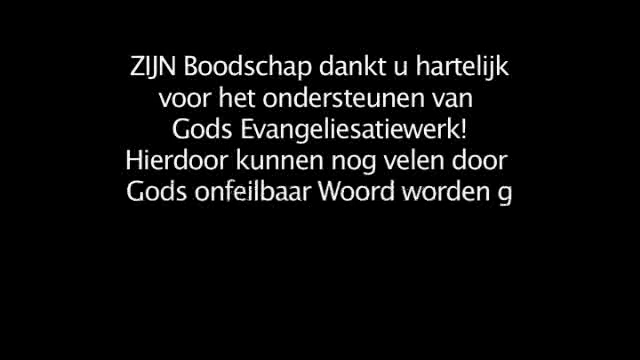 ZIJN Boodschap dankt u hartelijk
voor het ondersteunen van
Gods Evangeliesatiewerk!
Hierdoor kunnen nog velen door
Gods onfeilbaar Woord worden g